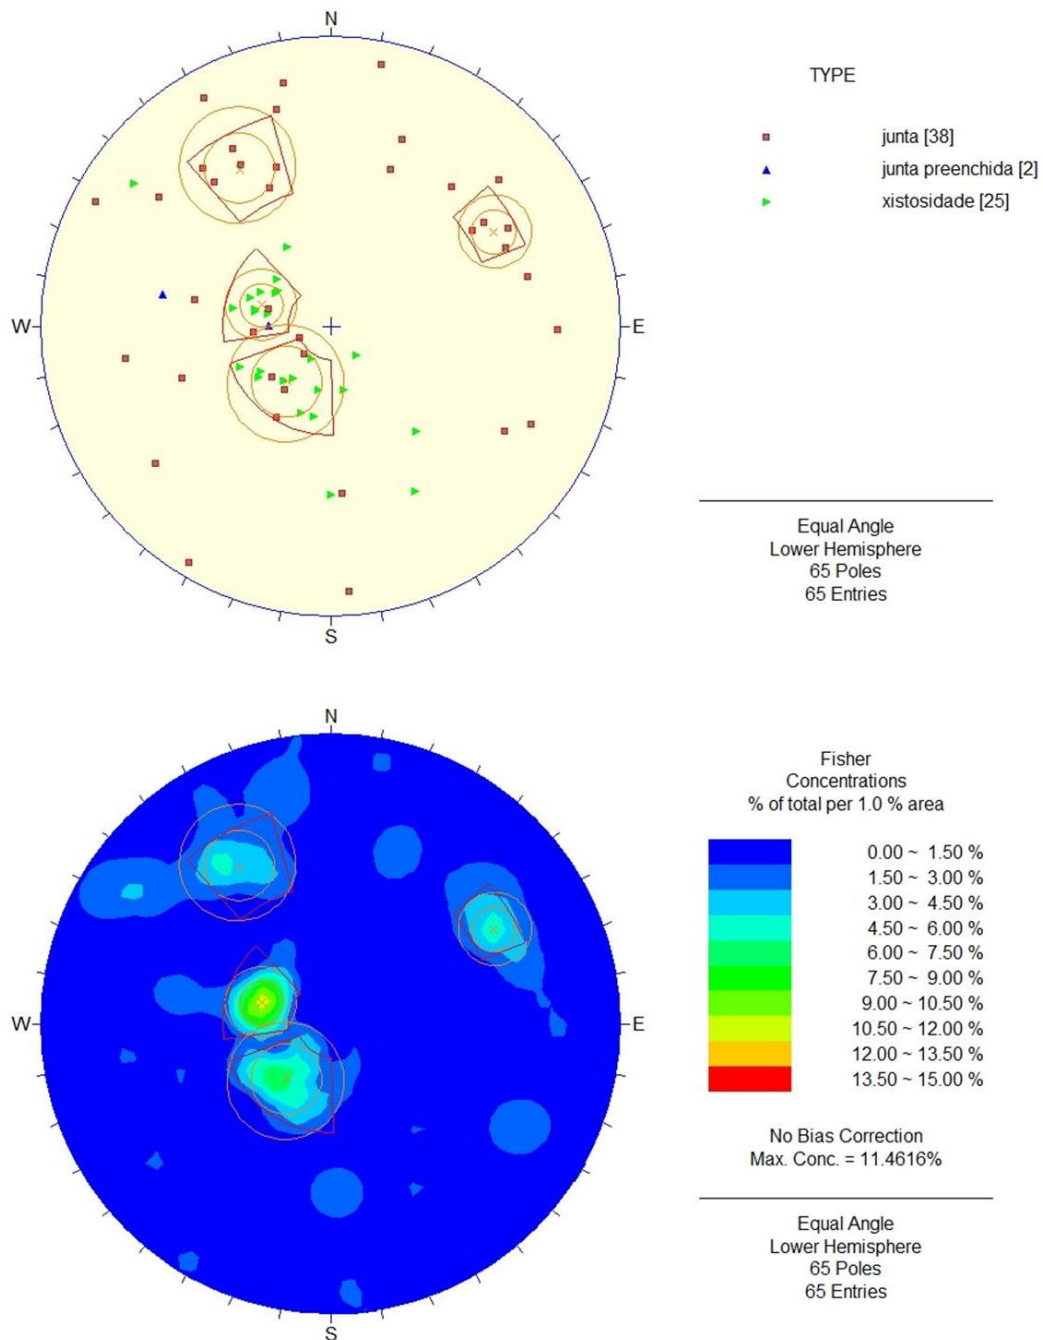 N
TYPE
junta [38]
junta preenchida [2]
xistosidade [25]
W
E
S
Equal Angle
Lower Hemisphere
65 Poles
65 Entries
N
Fisher
Concentrations
% of total per 1.0 % area
0.00 ~ 1.50 %
1.50 ~ 3.00 %
3.00 ~ 4.50 %
4.50 ~ 6.00 %
6.00 ~ 7.50 %
7.50 ~ 9.00 %
9.00 ~ 10.50 %
10.50 ~ 12.00 %
12.00 ~ 13.50 %
13.50 ~ 15.00 %
W
E
S
No Bias Correction
Max. Conc. = 11.4616%
Equal Angle
Lower Hemisphere
65 Poles
65 Entries